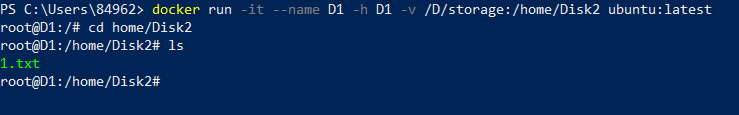 PS C:\Users\84962> docker run -it --name D1 -h D1 -v /D/storage:/home/Disk2 ubuntu:latest
root@D1:/# cd home/Disk2
root@D1:/home/Disk2# ls
1.txt
root@D1:/home/Disk2#